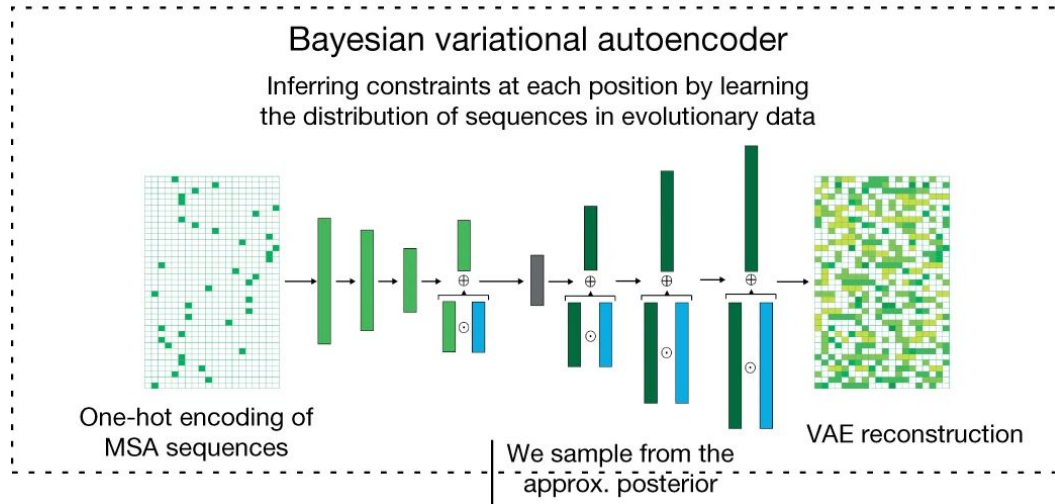 Bayesian variational autoencoder
Inferring constraints at each position by learning
the distribution of sequences in evolutionary data
One-hot encoding of
MSA sequences
We sample from the
approx. posterior
VAE reconstruction